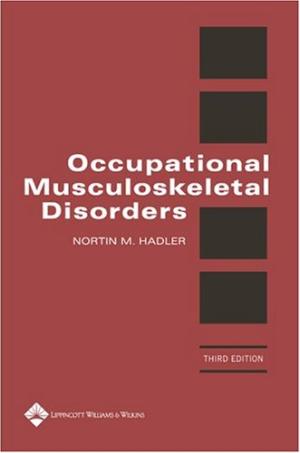 Occupational
Musculoskeletal
Disorders
NORTIN M. HADLER
THIRD EDITION
LIPPINCOTT WILLIAMS & WILKINS